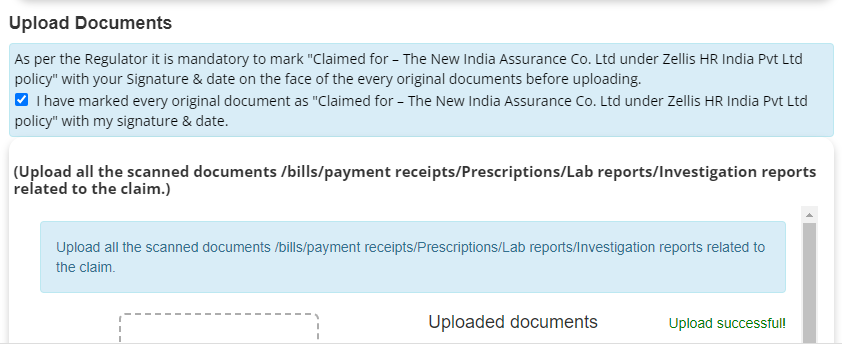 Upload Documents
As per the Regulator it is mandatory to mark "Claimed for – The New India Assurance Co. Ltd under Zellis HR India Pvt Ltd
policy" with your Signature & date on the face of the every original documents before uploading.
I have marked every original document as "Claimed for – The New India Assurance Co. Ltd under Zellis HR India Pvt Ltd
policy" with my signature & date.
(Upload all the scanned documents /bills/payment receipts/Prescriptions/Lab reports/Investigation reports
related to the claim.)
Upload all the scanned documents /bills/payment receipts/Prescriptions/Lab reports/Investigation reports related to
the claim.
Uploaded documents
Upload successful!